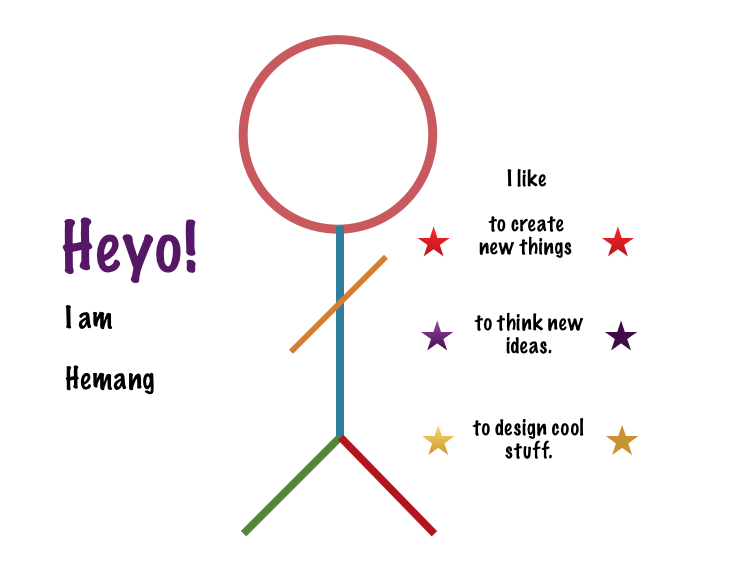 Heyo!
I am
Hemang
I like
to create
new things
to think new
ideas.
to design cool
stuff.